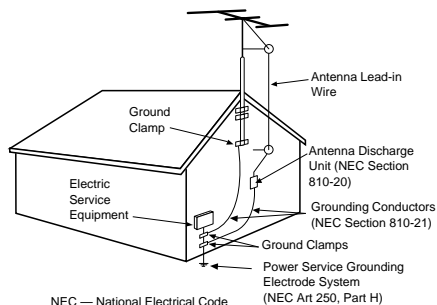 Antenna Lead-in
Wire
Ground
Clamp
Antenna Discharge
Unit (NEC Section
810-20)
Electric
Service
Equipment
Grounding Conductors
(NEC Section 810-21)
Ground Clamps
Power Service Grounding
Electrode System
(NEC Art 250, Part H)
NEC — National Electrical Code